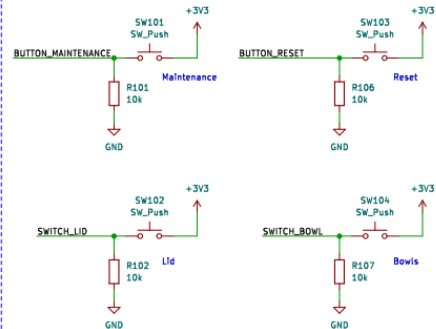 +3V3
SW101
SW_Push
BUTTON_MAINTENANCE
Maintenance
R101
10k
GND
+3V3
SW103
SW_Push
BUTTON_RESET
Reset
R106
10k
GND
+3V3
SW102
SW_Push
SWITCH_LID
Lid
R102
10k
GND
+3V3
SW104
SW_Push
SWITCH_BOWL
Bowls
R107
10k
GND